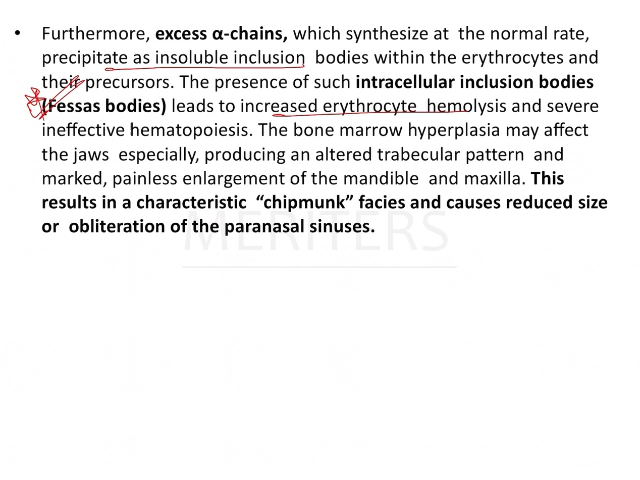 • Furthermore, excess α-chains, which synthesize at the normal rate,
precipitate as insoluble inclusion bodies within the erythrocytes and
their precursors. The presence of such intracellular inclusion bodies
(Fessas bodies) leads to increased erythrocyte hemolysis and severe
ineffective hematopoiesis. The bone marrow hyperplasia may affect
the jaws especially, producing an altered trabecular pattern and
marked, painless enlargement of the mandible and maxilla. This
results in a characteristic “chipmunk” facies and causes reduced size
or obliteration of the paranasal sinuses.
MERITERS